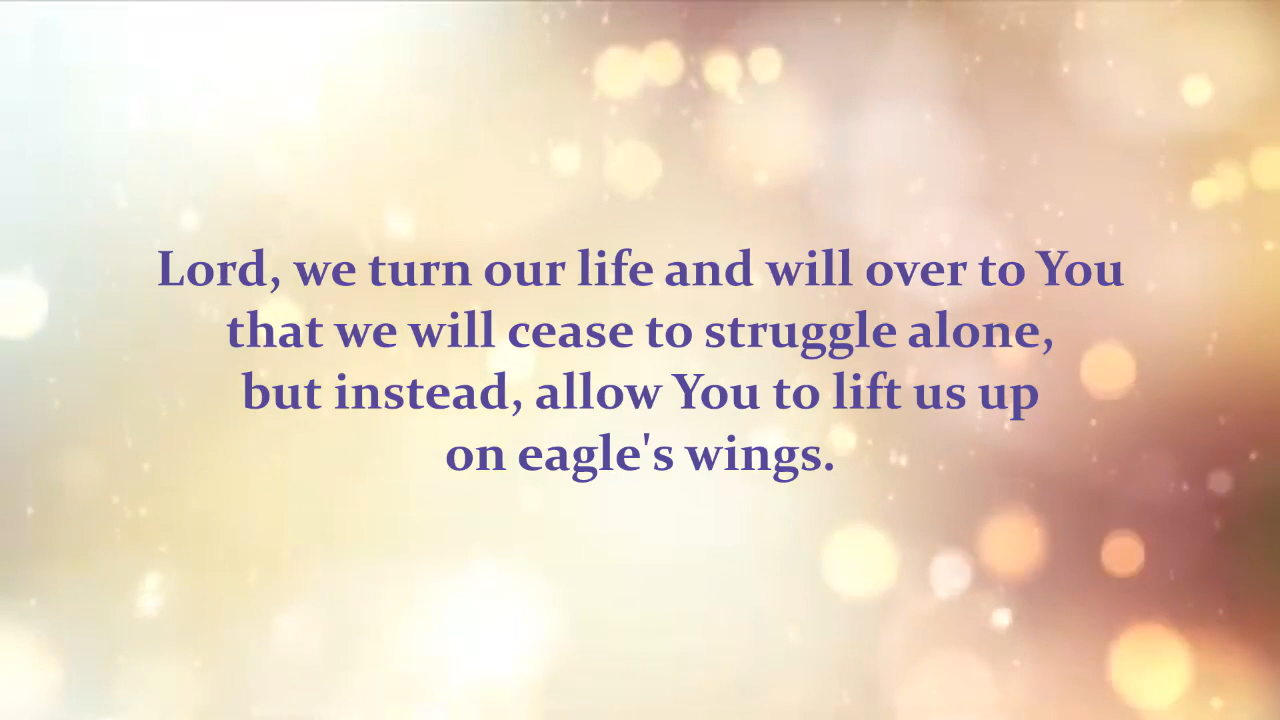 Lord, we turn our life and will over to You
that we will cease to struggle alone,
but instead, allow You to lift us up
on eagle's wings.